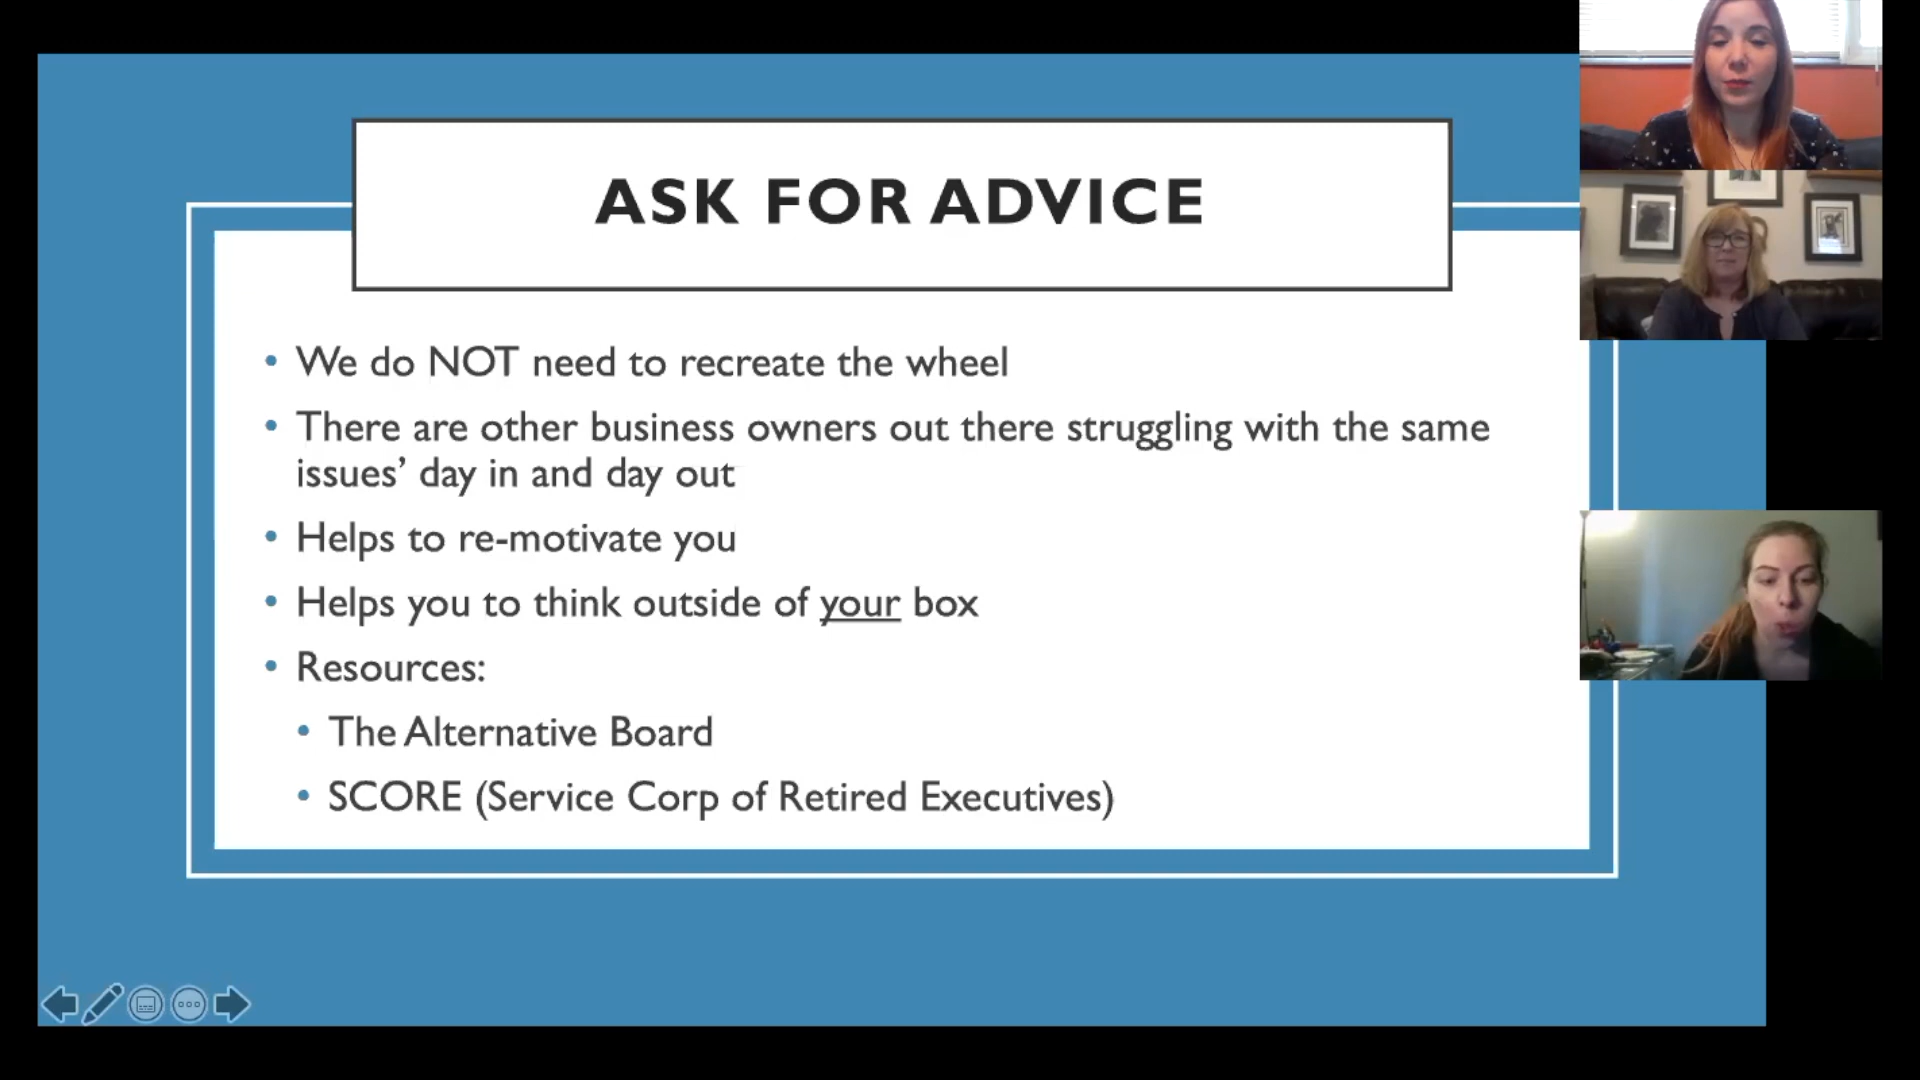 ASK FOR ADVICE
• We do NOT need to recreate the wheel
• There are other business owners out there struggling with the same
issues’ day in and day out
• Helps to re-motivate you
• Helps you to think outside of your box
• Resources:
• The Alternative Board
• SCORE (Service Corp of Retired Executives)